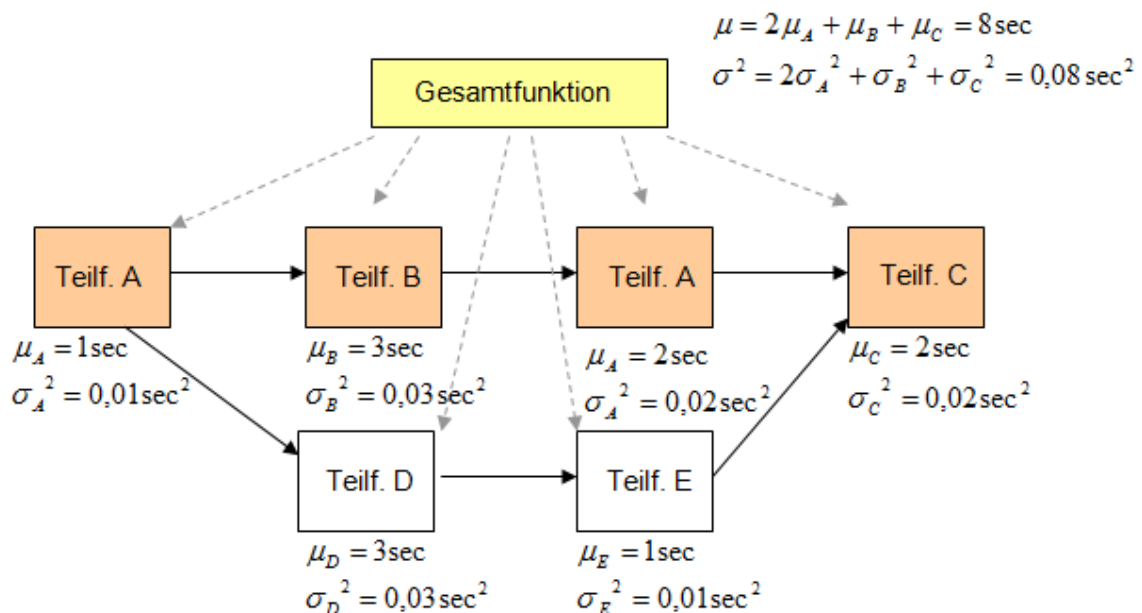 μ = 2μ_A + μ_B + μ_C = 8sec
σ² = 2σ_A² + σ_B² + σ_C² = 0,08sec²
Gesamtfunktion
Teilf. A
Teilf. B
Teilf. A
Teilf. C
μ_A = 1sec
σ_A² = 0,01sec²
μ_B = 3sec
σ_B² = 0,03sec²
μ_A = 2sec
σ_A² = 0,02sec²
μ_C = 2sec
σ_C² = 0,02sec²
Teilf. D
Teilf. E
μ_D = 3sec
σ_D² = 0,03sec²
μ_E = 1sec
σ_E² = 0,01sec²